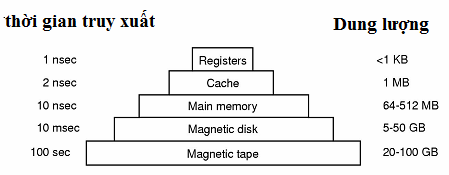 thời gian truy xuất Dung lượng
1 nsec Registers <1 KB
2 nsec Cache 1 MB
10 nsec Main memory 64-512 MB
10 msec Magnetic disk 5-50 GB
100 sec Magnetic tape 20-100 GB